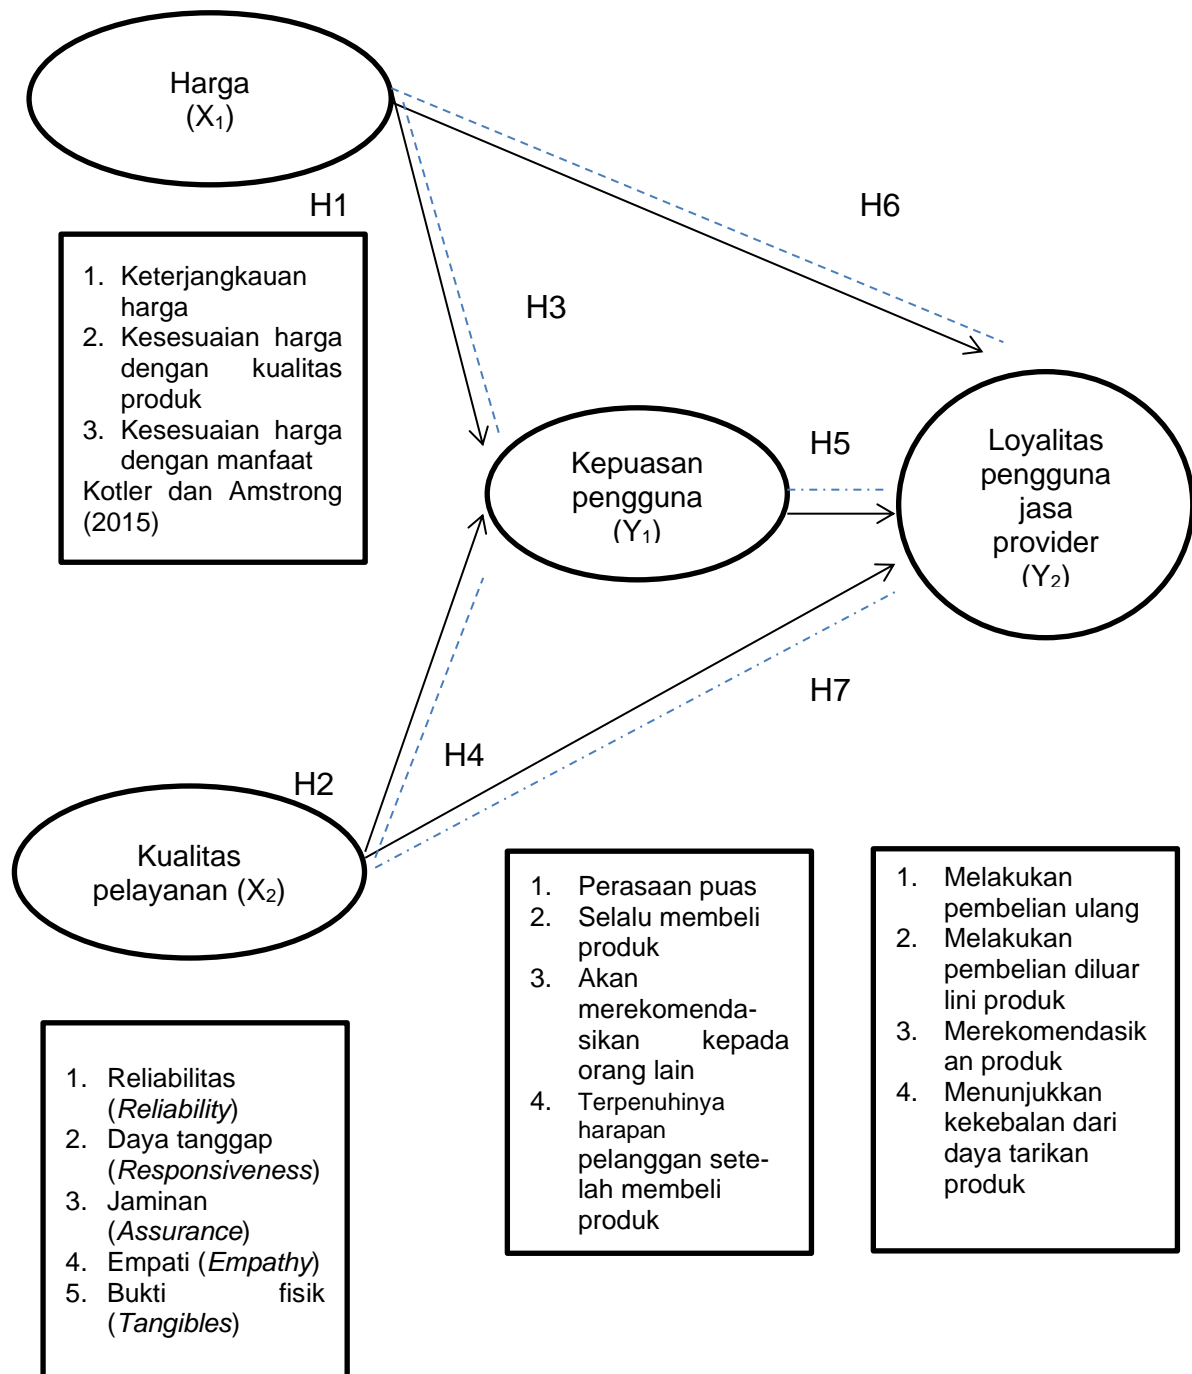 Harga
(X₁)
H1
H6
1. Keterjangkauan
harga
2. Kesesuaian harga
dengan kualitas
produk
3. Kesesuaian harga
dengan manfaat
Kotler dan Amstrong
(2015)
H3
Kepuasan
pengguna
(Y₁)
H5
Loyalitas
pengguna
jasa
provider
(Y₂)
H7
H4
H2
Kualitas
pelayanan (X₂)
1. Reliabilitas
(Reliability)
2. Daya tanggap
(Responsiveness)
3. Jaminan
(Assurance)
4. Empati (Empathy)
5. Bukti fisik
(Tangibles)
1. Perasaan puas
2. Selalu membeli
produk
3. Akan
merekomenda-
sikan kepada
orang lain
4. Terpenuhinya
harapan
pelanggan sete-
lah membeli
produk
1. Melakukan
pembelian ulang
2. Melakukan
pembelian diluar
lini produk
3. Merekomendasik
an produk
4. Menunjukkan
kekebalan dari
daya tarikan
produk